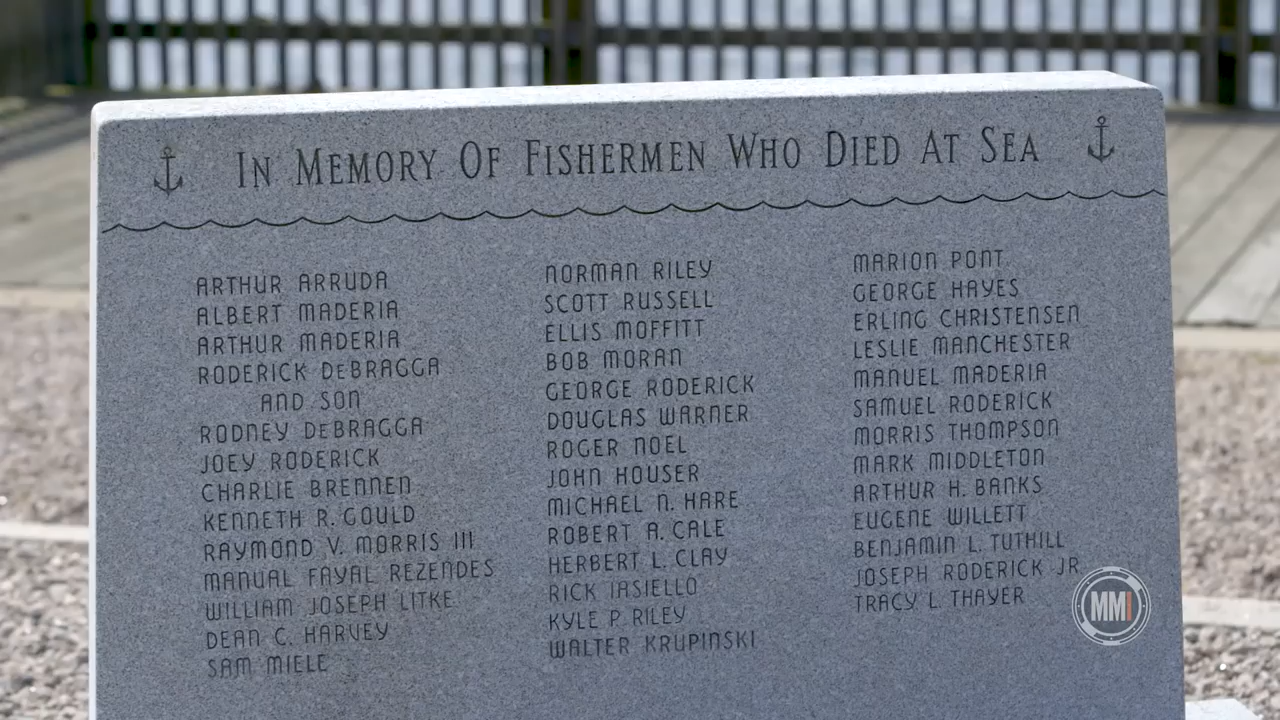 In Memory Of Fishermen Who Died At Sea
ARTHUR ARRUDA
ALBERT MADERIA
ARTHUR MADERIA
RODERICK DeBRAGGA
AND SON
RODNEY DeBRAGGA
JOEY RODERICK
CHARLIE BRENNEN
KENNETH R. GOULD
RAYMOND V. MORRIS III
MANUAL FAYAL REZENDES
WILLIAM JOSEPH LITKE
DEAN C. HARVEY
SAM MIELE
NORMAN RILEY
SCOTT RUSSELL
ELLIS MOFFITT
BOB MORAN
GEORGE RODERICK
DOUGLAS WARNER
ROGER NOEL
JOHN HOUSER
MICHAEL N. HARE
ROBERT A. CALE
HERBERT L. CLAY
RICK IASIELLO
KYLE P. RILEY
WALTER KRUPINSKI
MARION PONT
GEORGE HAYES
ERLING CHRISTENSEN
LESLIE MANCHESTER
MANUEL MADERIA
SAMUEL RODERICK
MORRIS THOMPSON
MARK MIDDLETON
ARTHUR H. BANKS
EUGENE WILLETT
BENJAMIN L. TUTHILL
JOSEPH RODERICK JR
TRACY L. THAYER
MMI